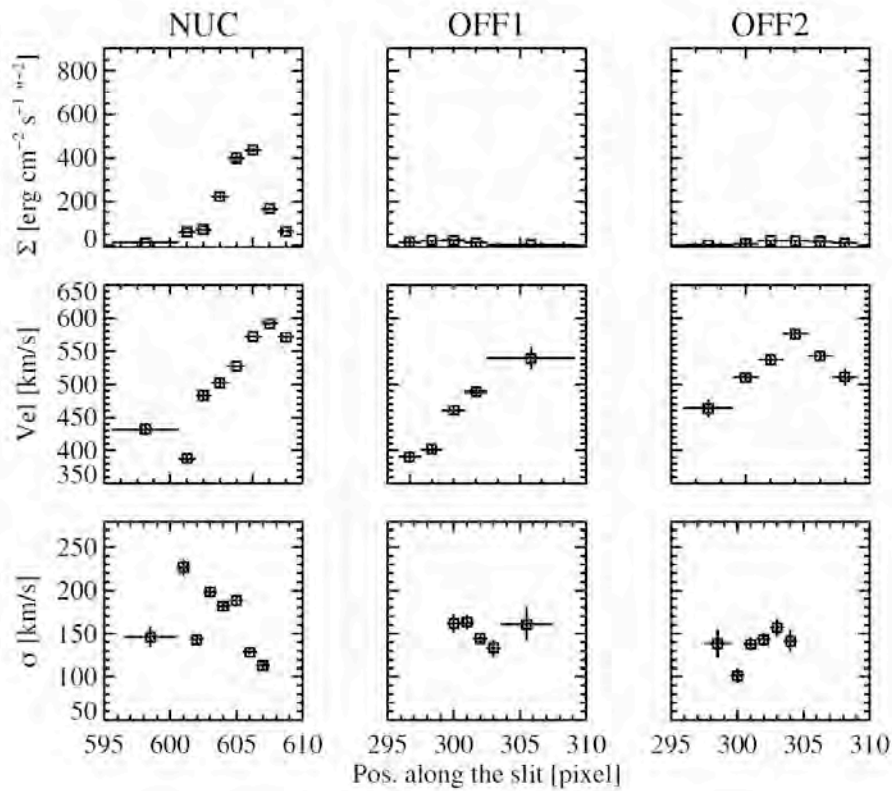 NUC OFF1 OFF2
Σ [erg cm⁻² s⁻¹ "⁻²]
800
600
400
200
0
Vel [km/s]
650
600
550
500
450
400
350
σ [km/s]
250
200
150
100
50
595 600 605 610
295 300 305 310
295 300 305 310
Pos. along the slit [pixel]